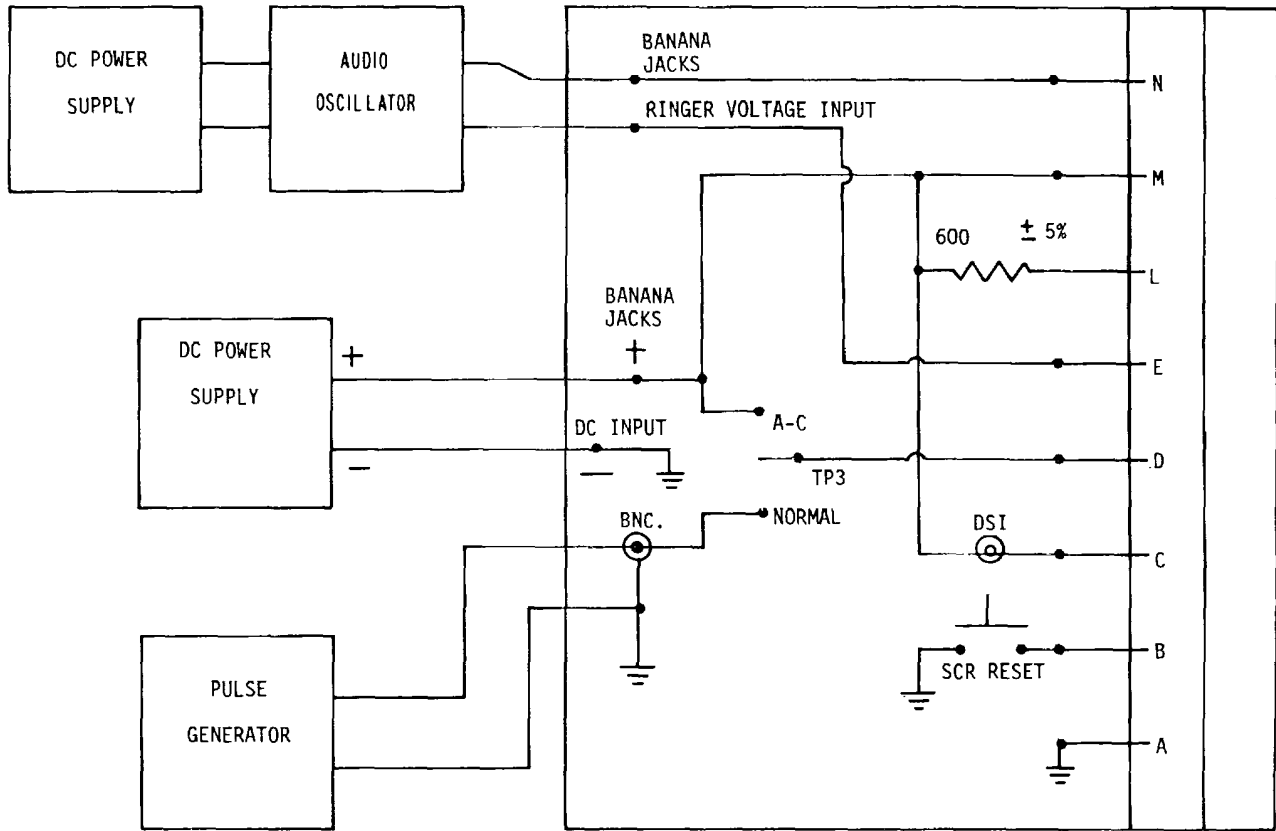 DC POWER
SUPPLY
AUDIO
OSCILLATOR
BANANA
JACKS
N
RINGER VOLTAGE INPUT
M
600 ± 5%
L
BANANA
JACKS
DC POWER
SUPPLY
+
+
E
A-C
DC INPUT
−
−
TP3
D
NORMAL
BNC.
DSI
C
SCR RESET
B
PULSE
GENERATOR
A